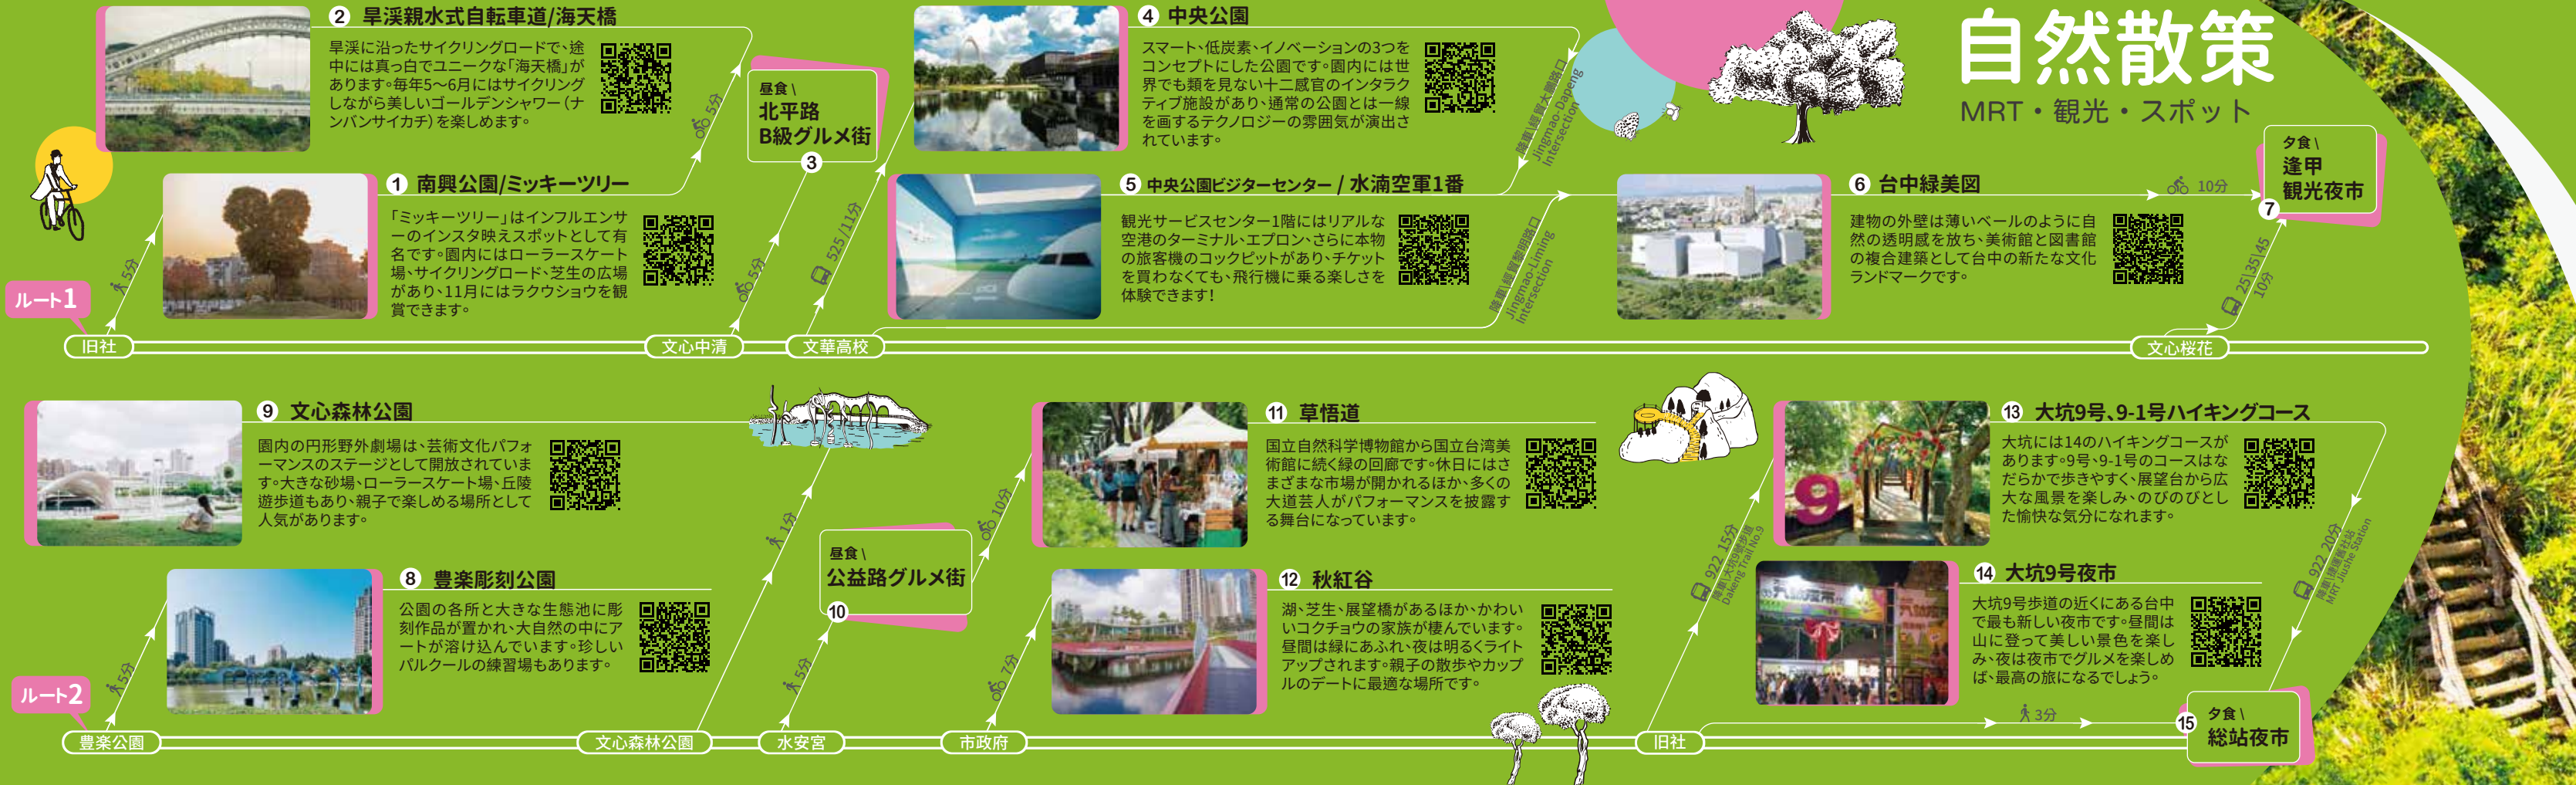 自然散策
MRT・観光・スポット
ルート1
旧社
5分
1 南興公園/ミッキーツリー
「ミッキーツリー」はインフルエンサ
ーのインスタ映えスポットとして有
名です。園内にはローラースケート
場、サイクリングロード、芝生の広場
があり、11月にはラクウショウを観
賞できます。
2 旱渓親水式自転車道/海天橋
旱渓に沿ったサイクリングロードで、途
中には真っ白でユニークな「海天橋」が
あります。毎年5~6月にはサイクリング
しながら美しいゴールデンシャワー(ナ
ンバンサイカチ)を楽しめます。
5分
昼食 \
北平路
B級グルメ街
3
文心中清
5分
文華高校
525 /11分
4 中央公園
スマート、低炭素、イノベーションの3つを
コンセプトにした公園です。園内には世
界でも類を見ない十二感官のインタラク
ティブ施設があり、通常の公園とは一線
を画するテクノロジーの雰囲気が演出さ
れています。
降車\經貿大鵬路口
Jingmao-Dapeng
Intersection
5 中央公園ビジターセンター / 水湳空軍1番
観光サービスセンター1階にはリアルな
空港のターミナル、エプロン、さらに本物
の旅客機のコックピットがあり、チケット
を買わなくても、飛行機に乗る楽しさを
体験できます!
降車\經貿黎明路口
Jingmao-Liming
Intersection
6 台中緑美図
建物の外壁は薄いベールのように自
然の透明感を放ち、美術館と図書館
の複合建築として台中の新たな文化
ランドマークです。
10分
夕食 \
逢甲
観光夜市
7
25\35\45
10分
文心桜花
ルート2
豊楽公園
5分
8 豊楽彫刻公園
公園の各所と大きな生態池に彫
刻作品が置かれ、大自然の中にア
ートが溶け込んでいます。珍しい
パルクールの練習場もあります。
9 文心森林公園
園内の円形野外劇場は、芸術文化パフォ
ーマンスのステージとして開放されていま
す。大きな砂場、ローラースケート場、丘陵
遊歩道もあり、親子で楽しめる場所として
人気があります。
文心森林公園
1分
水安宮
5分
昼食 \
公益路グルメ街
10
10分
市政府
7分
11 草悟道
国立自然科学博物館から国立台湾美
術館に続く緑の回廊です。休日にはさ
まざまな市場が開かれるほか、多くの
大道芸人がパフォーマンスを披露す
る舞台になっています。
12 秋紅谷
湖、芝生、展望橋があるほか、かわい
いコクチョウの家族が棲んでいます。
昼間は緑にあふれ、夜は明るくライト
アップされます。親子の散歩やカップ
ルのデートに最適な場所です。
旧社
922 15分
降車\大坑9號步道
Dakeng Trail No.9
13 大坑9号、9-1号ハイキングコース
大坑には14のハイキングコースが
あります。9号、9-1号のコースはな
だらかで歩きやすく、展望台から広
大な風景を楽しみ、のびのびとし
た愉快な気分になれます。
9
922 20分
降車\捷運舊社站
MRT Jiushe Station
14 大坑9号夜市
大坑9号歩道の近くにある台中
で最も新しい夜市です。昼間は
山に登って美しい景色を楽し
み、夜は夜市でグルメを楽しめ
ば、最高の旅になるでしょう。
3分
15
夕食 \
総站夜市